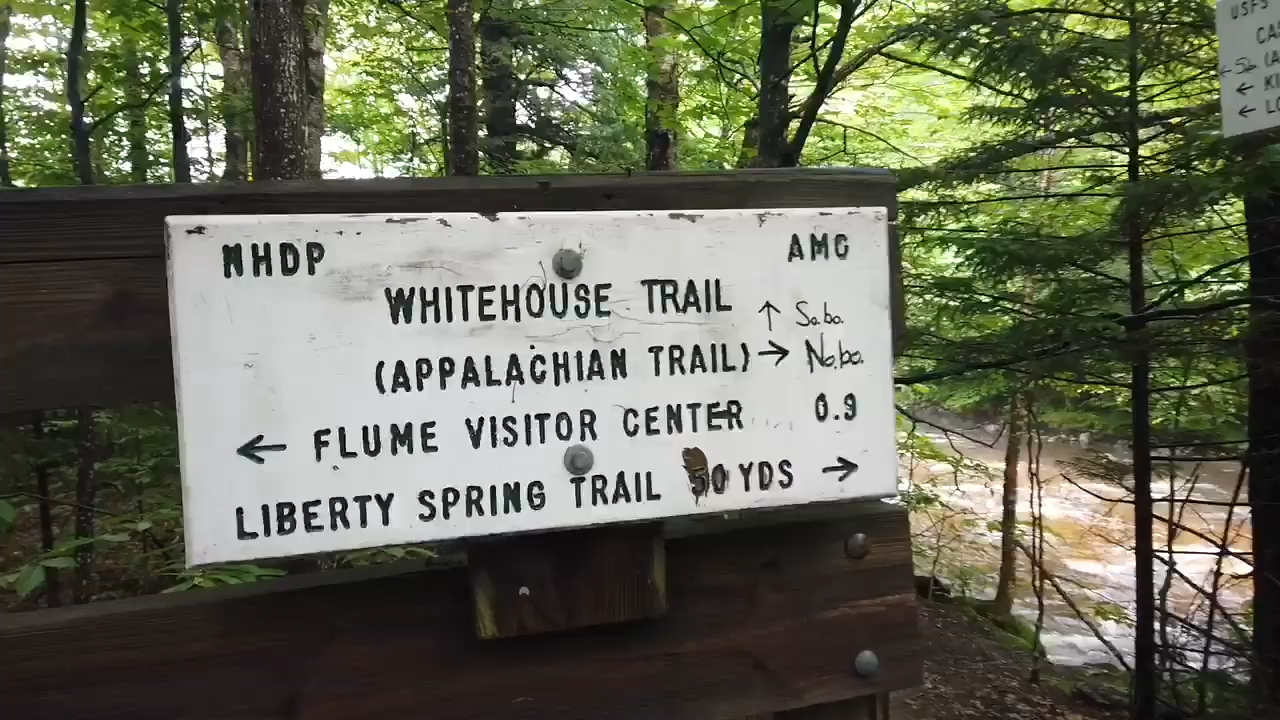 NHDP AMC
WHITEHOUSE TRAIL ↑ So.bo.
(APPALACHIAN TRAIL) → No.bo.
← FLUME VISITOR CENTER 0.9
LIBERTY SPRING TRAIL 50 YDS →
USFS